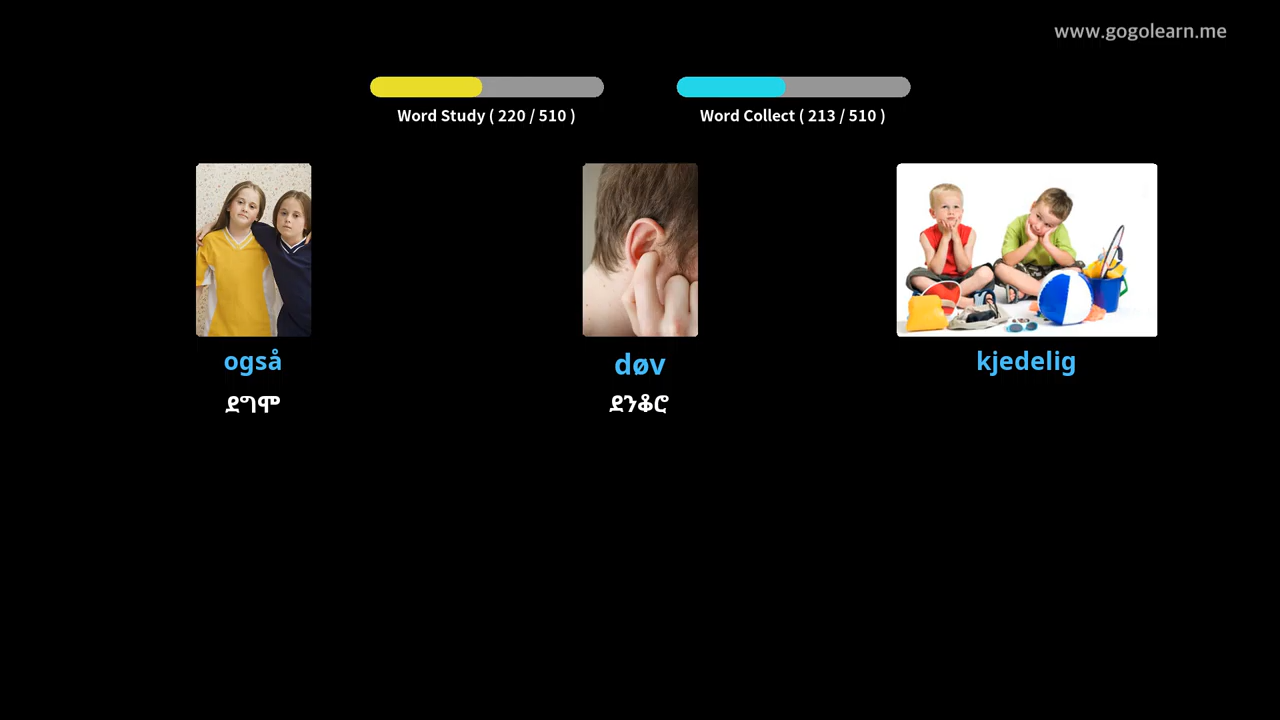 www.gogolearn.me
Word Study ( 220 / 510 )
Word Collect ( 213 / 510 )
også
døv
kjedelig
ደግሞ
ደንቆሮ